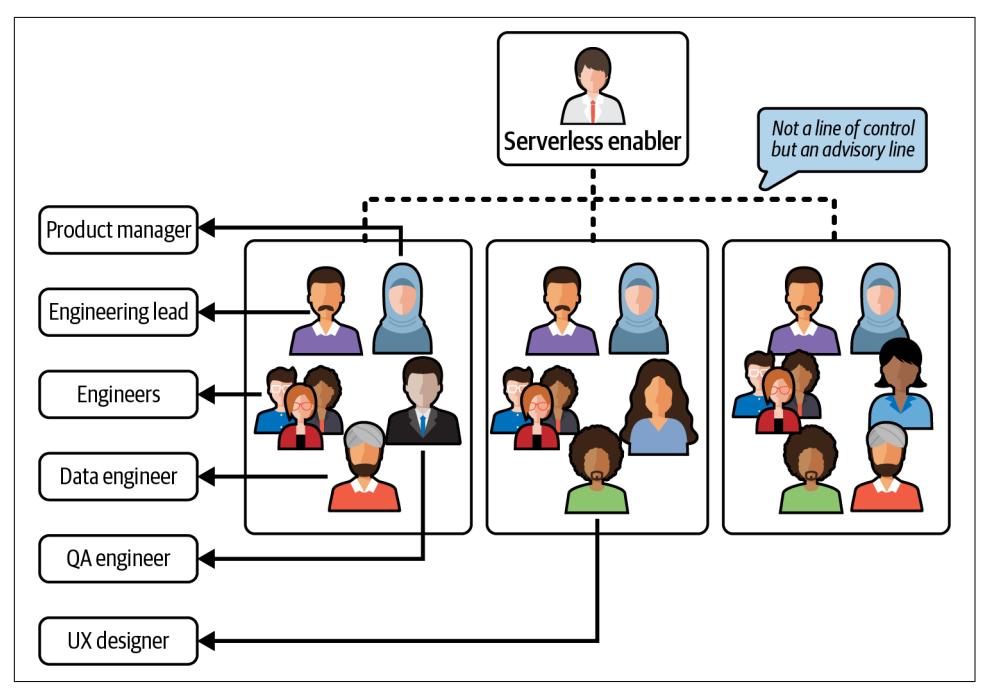 Serverless enabler
Not a line of control
but an advisory line
Product manager
Engineering lead
Engineers
Data engineer
QA engineer
UX designer